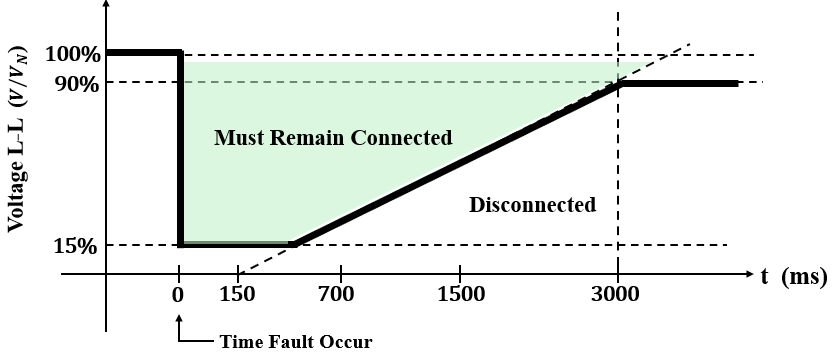 Voltage L-L (V/V_N)
100%
90%
Must Remain Connected
Disconnected
15%
0 150 700 1500 3000
t (ms)
Time Fault Occur